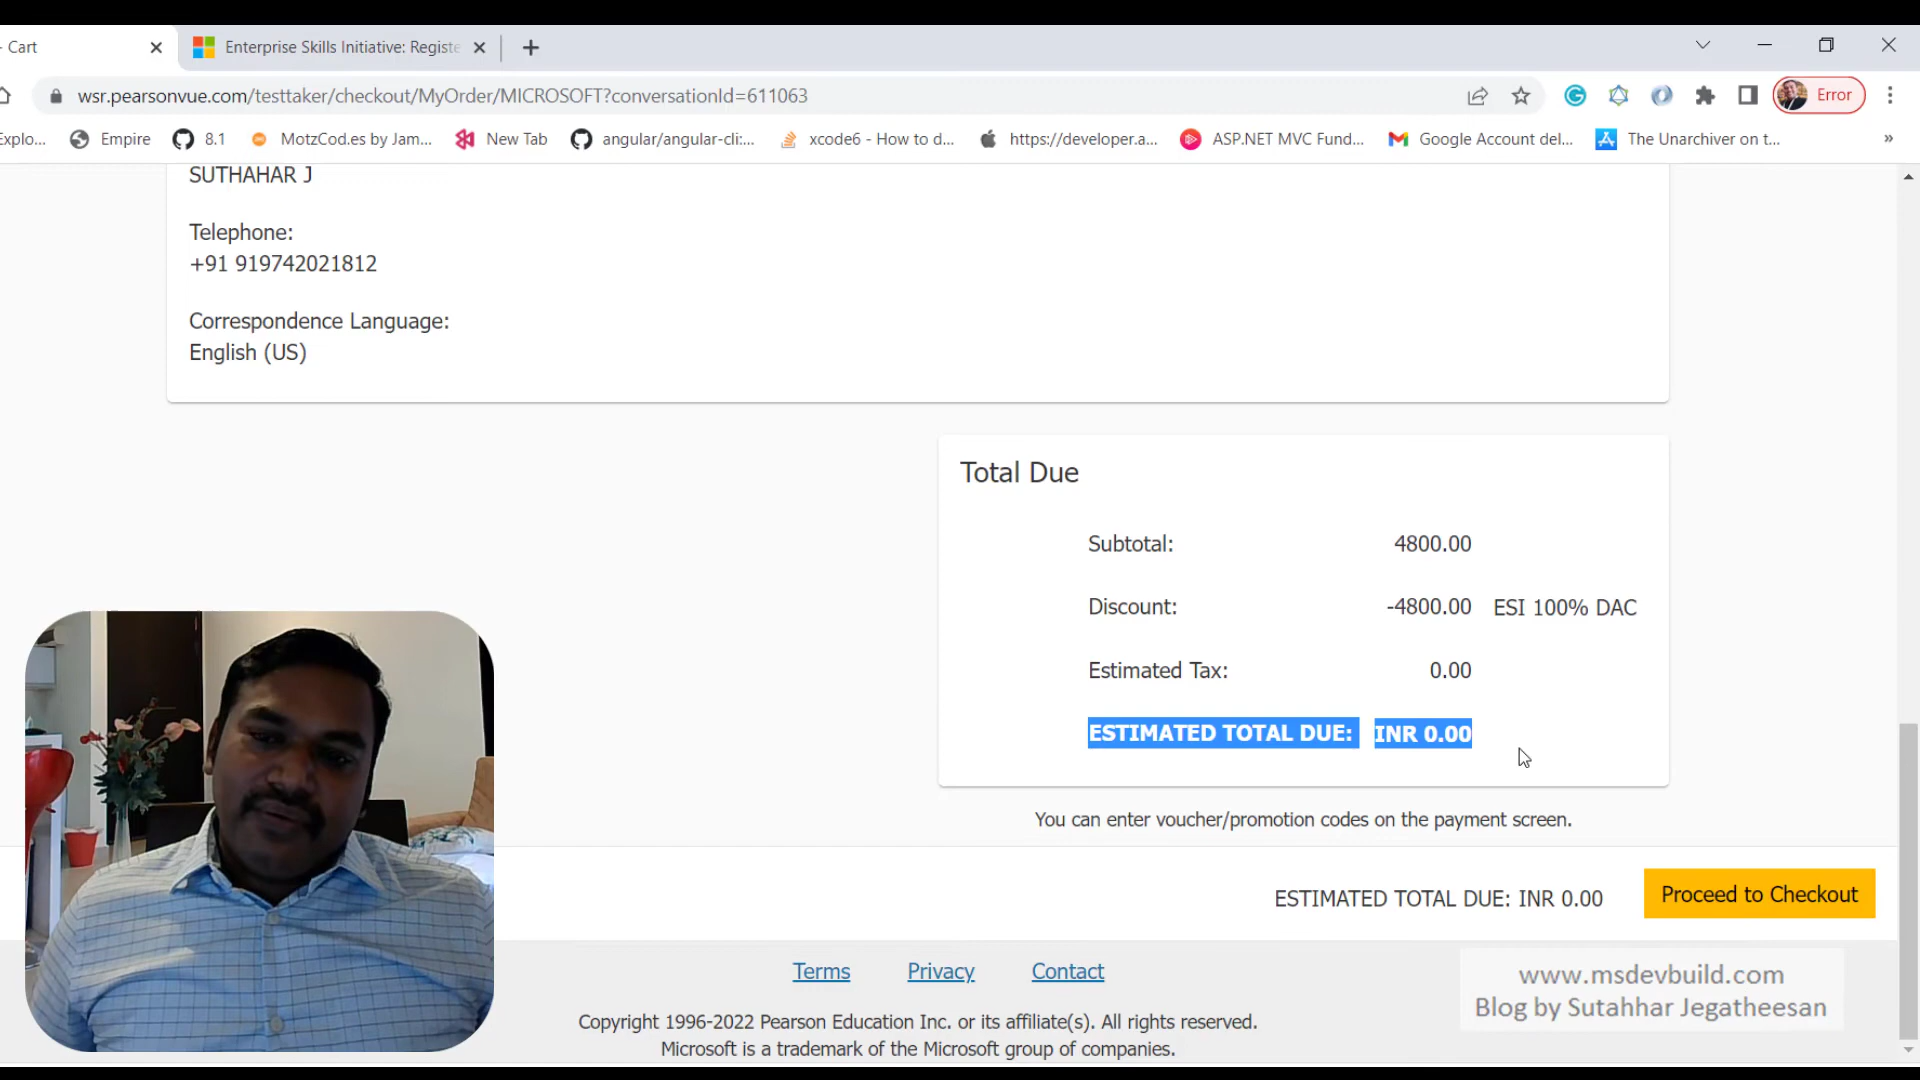 - Cart
Enterprise Skills Initiative: Registe
wsr.pearsonvue.com/testtaker/checkout/MyOrder/MICROSOFT?conversationId=611063
Error
Explo...
Empire
8.1
MotzCod.es by Jam...
New Tab
angular/angular-cli:...
xcode6 - How to d...
https://developer.a...
ASP.NET MVC Fund...
Google Account del...
The Unarchiver on t...
»
SUTHAHAR J
Telephone:
+91 919742021812
Correspondence Language:
English (US)
Total Due
Subtotal: 4800.00
Discount: -4800.00 ESI 100% DAC
Estimated Tax: 0.00
ESTIMATED TOTAL DUE: INR 0.00
You can enter voucher/promotion codes on the payment screen.
ESTIMATED TOTAL DUE: INR 0.00
Proceed to Checkout
Terms Privacy Contact
Copyright 1996-2022 Pearson Education Inc. or its affiliate(s). All rights reserved.
Microsoft is a trademark of the Microsoft group of companies.
www.msdevbuild.com
Blog by Sutahhar Jegatheesan